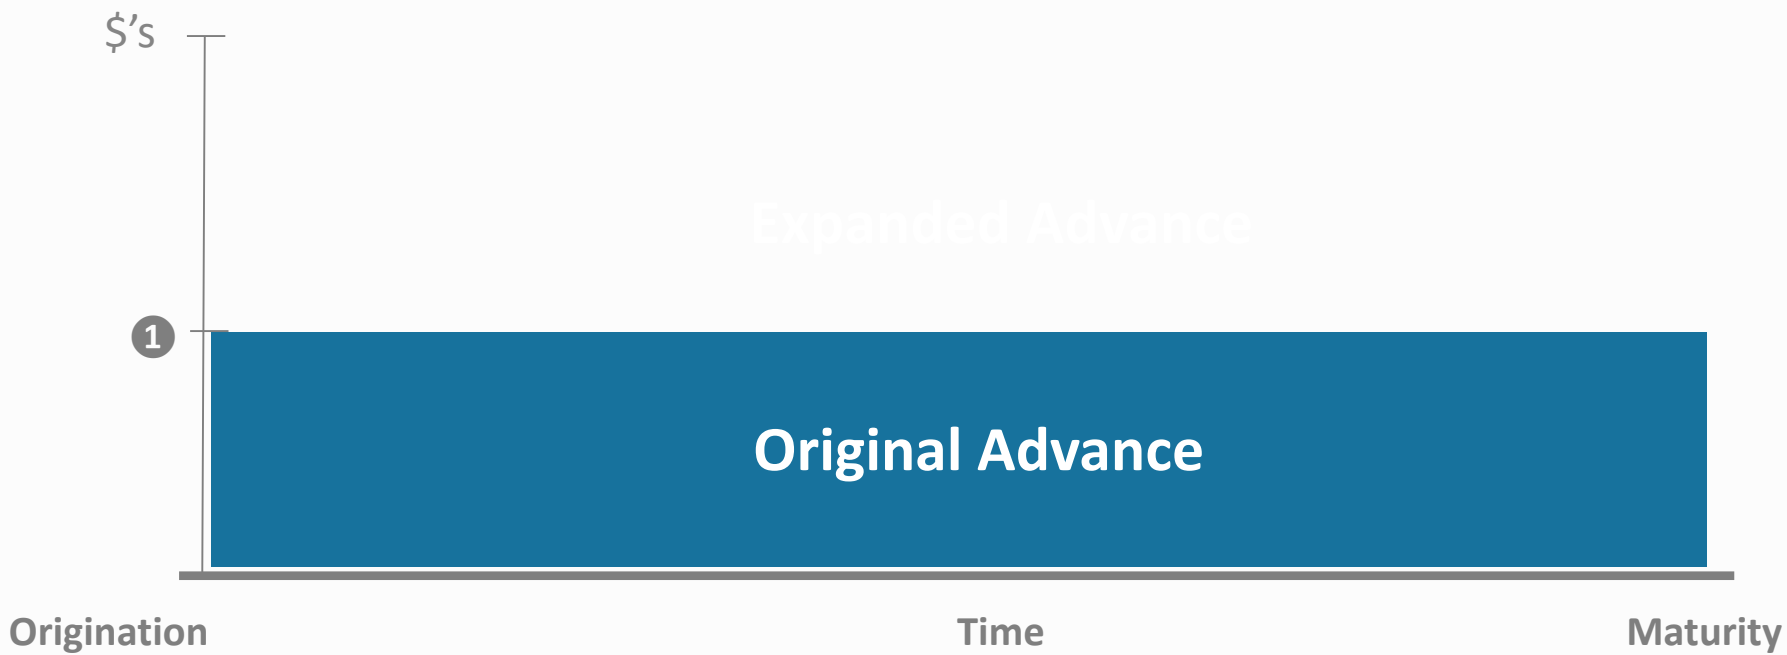 $’s
Expanded Advance
1
Original Advance
Origination Time Maturity